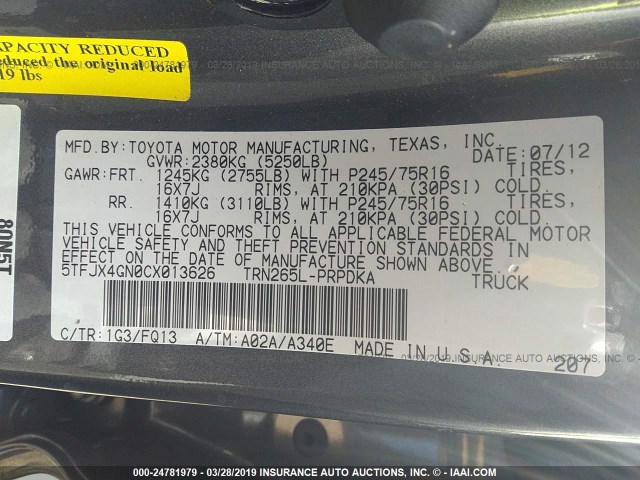 CAPACITY REDUCED
reduced the original load
19 lbs
8QN5T
MFD.BY:TOYOTA MOTOR MANUFACTURING, TEXAS, INC.
GVWR:2380KG (5250LB) DATE:07/12
GAWR:FRT. 1245KG (2755LB) WITH P245/75R16 TIRES,
16X7J RIMS, AT 210KPA (30PSI) COLD.
RR. 1410KG (3110LB) WITH P245/75R16 TIRES,
16X7J RIMS, AT 210KPA (30PSI) COLD.
THIS VEHICLE CONFORMS TO ALL APPLICABLE FEDERAL MOTOR
VEHICLE SAFETY AND THEFT PREVENTION STANDARDS IN
EFFECT ON THE DATE OF MANUFACTURE SHOWN ABOVE.
5TFJX4GN0CX013626 TRN265L-PRPDKA TRUCK
C/TR:1G3/FQ13 A/TM:A02A/A340E MADE IN U.S.A.
207
000-24781979 - 03/28/2019 INSURANCE AUTO AUCTIONS, INC. - IAAI.COM